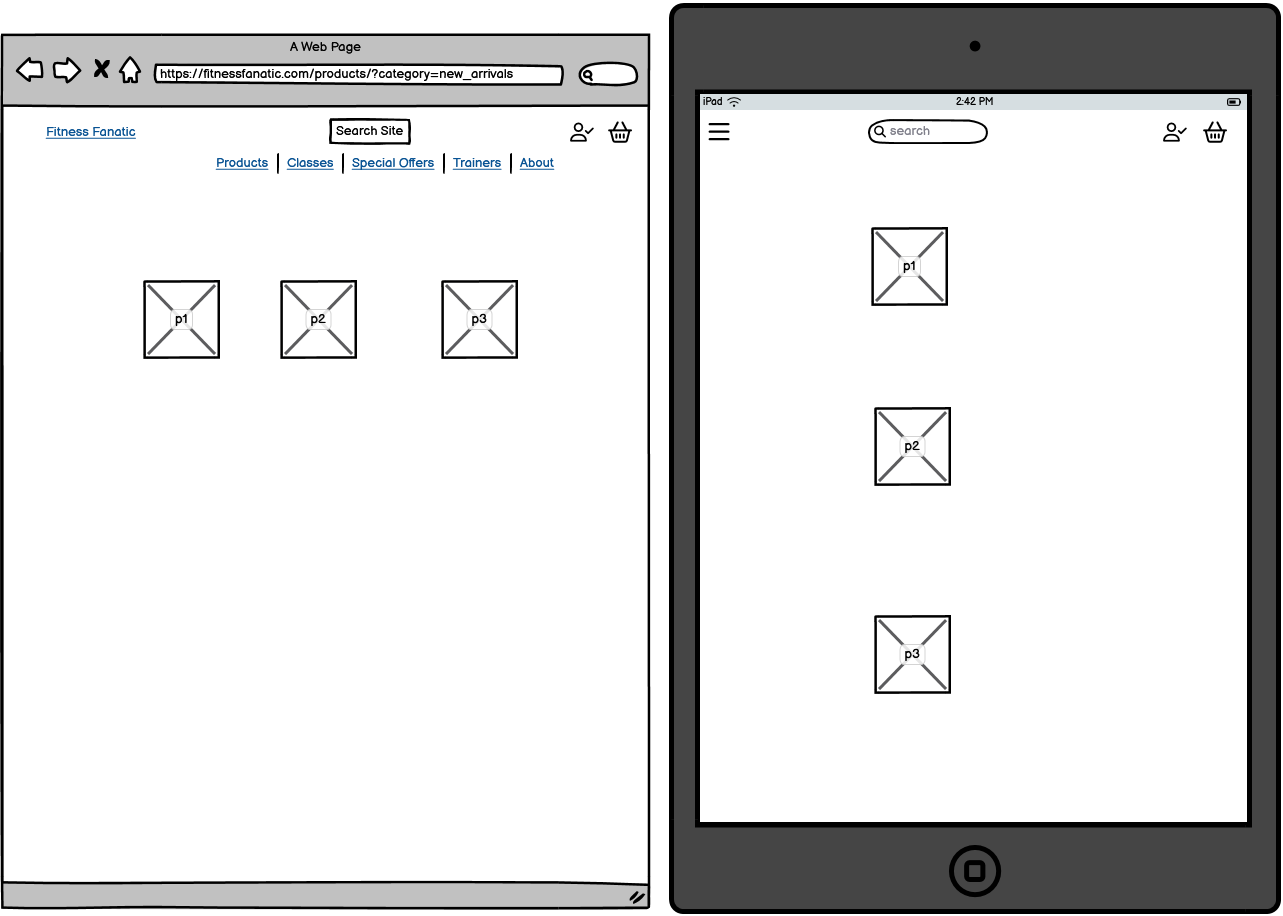 A Web Page
https://fitnessfanatic.com/products/?category=new_arrivals
Fitness Fanatic
Search Site
Products Classes Special Offers Trainers About
p1 p2 p3
iPad 2:42 PM
search
p1
p2
p3